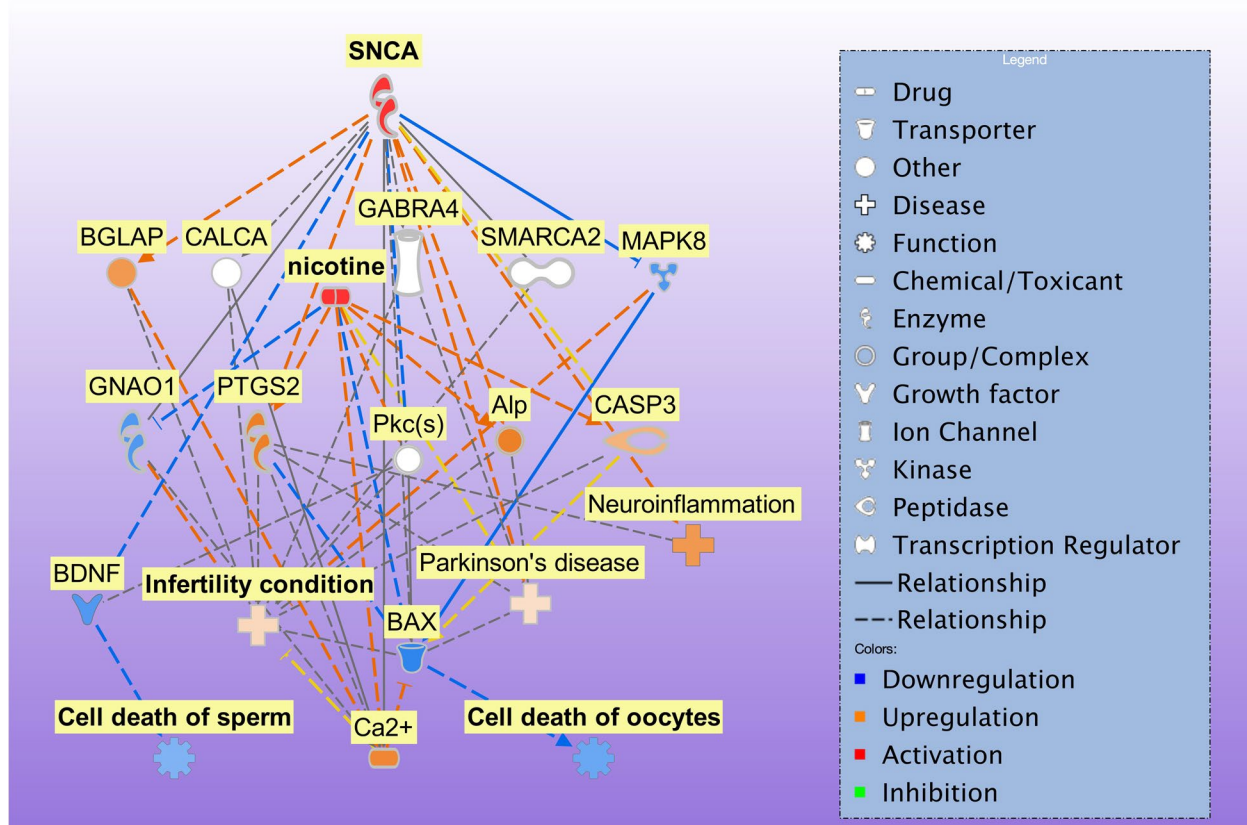 SNCA
GABRA4
BGLAP
CALCA
SMARCA2
MAPK8
nicotine
GNAO1
PTGS2
Pkc(s)
Alp
CASP3
Neuroinflammation
Parkinson's disease
BDNF
Infertility condition
BAX
Cell death of sperm
Ca2+
Cell death of oocytes
Legend
Drug
Transporter
Other
Disease
Function
Chemical/Toxicant
Enzyme
Group/Complex
Growth factor
Ion Channel
Kinase
Peptidase
Transcription Regulator
Relationship
Relationship
Colors:
Downregulation
Upregulation
Activation
Inhibition